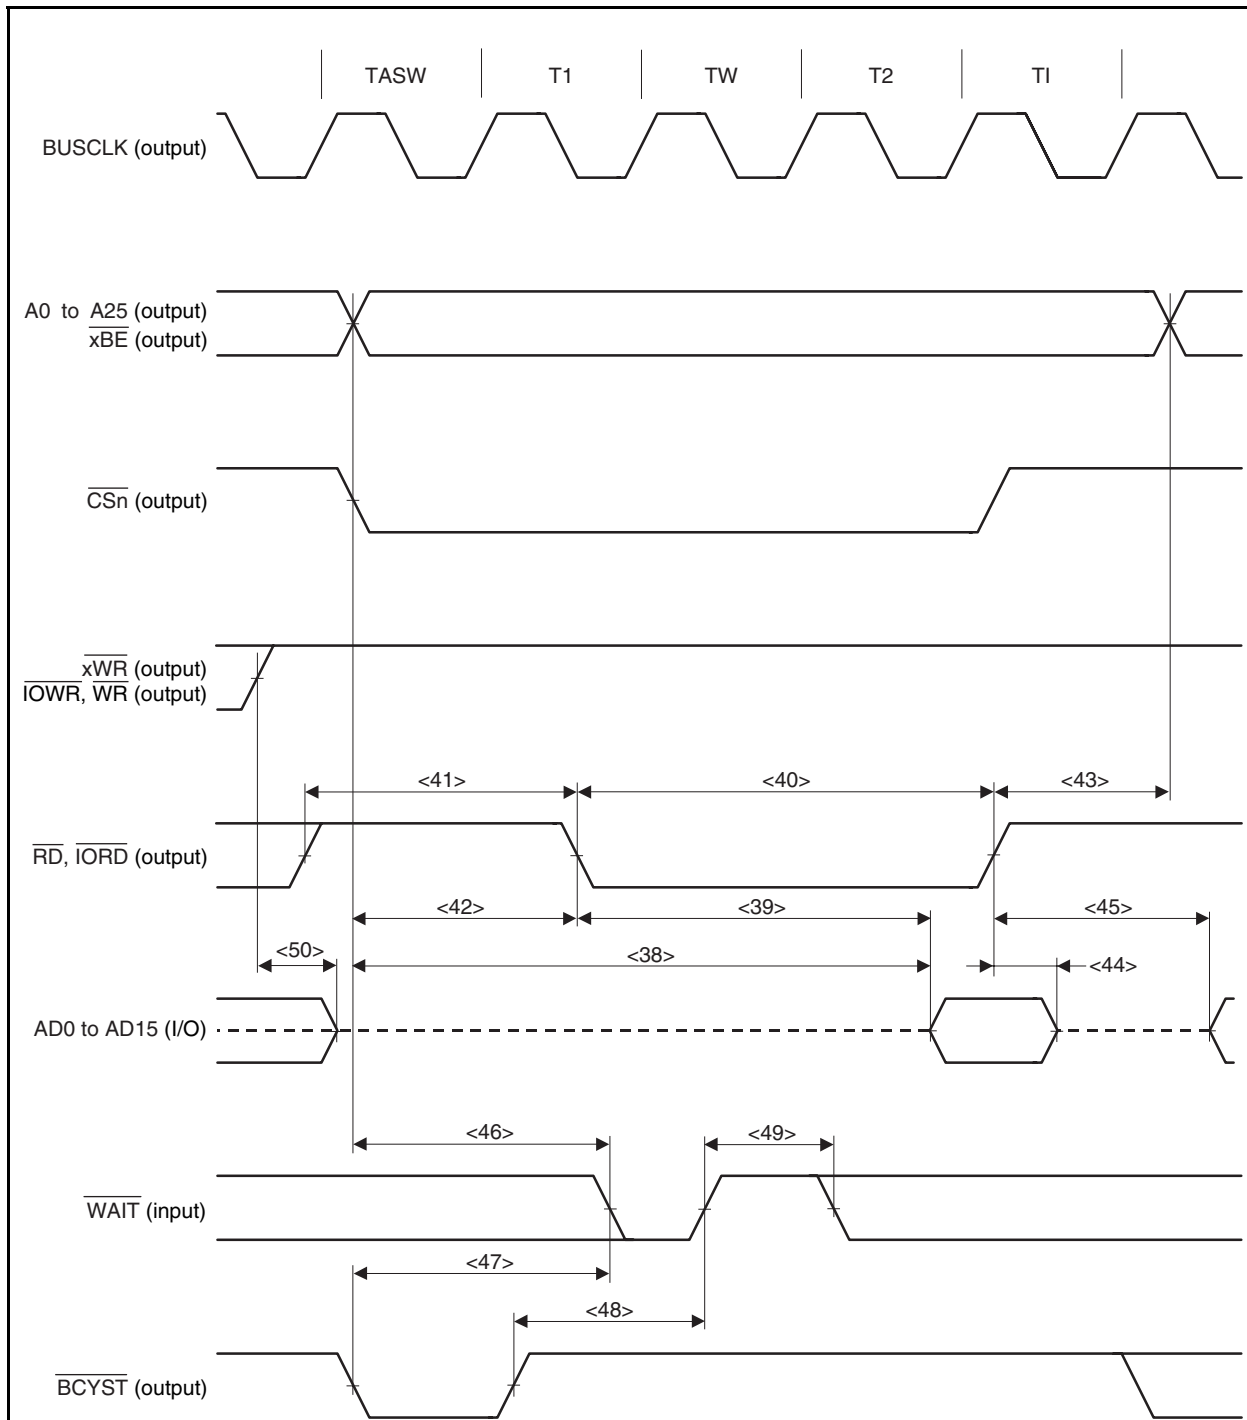 TASW T1 TW T2 TI
BUSCLK (output)
A0 to A25 (output)
xBE (output)
CSn (output)
xWR (output)
IOWR, WR (output)
<41> <40> <43>
RD, IORD (output)
<42> <39> <45>
<50> <38> <44>
AD0 to AD15 (I/O)
<46> <49>
WAIT (input)
<47>
<48>
BCYST (output)